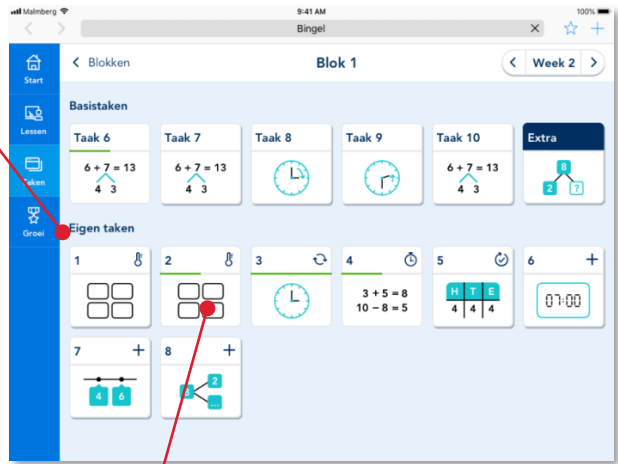 Malmberg 9:41 AM 100%
Bingel
Start
Lessen
Taken
Groei
Blokken Blok 1 Week 2
Basistaken
Taak 6 Taak 7 Taak 8 Taak 9 Taak 10 Extra
6 + 7 = 13 6 + 7 = 13 6 + 7 = 13 8
4 3 4 3 4 3 2 ?
Eigen taken
1 2 3 4 5 6 +
3 + 5 = 8 H T E 07:00
10 − 8 = 5 4 4 4
7 + 8 +
4 6 2
...